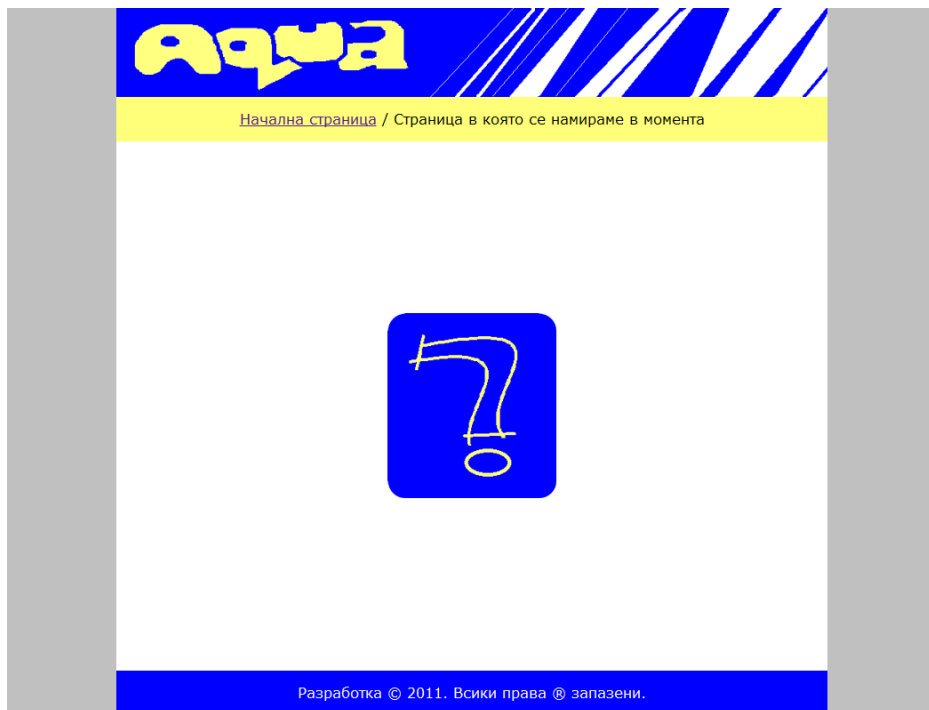 Aqua
Начална страница / Страница в която се намираме в момента
?
Разработка © 2011. Всики права ® запазени.